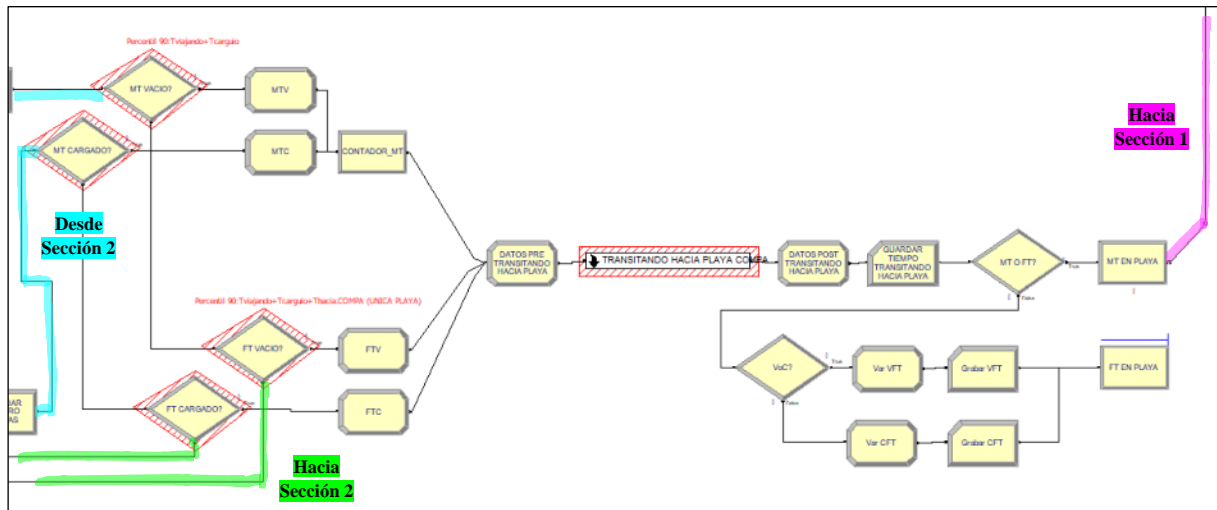 Percentil 90:Tviajando+Tcarguio
MT VACIO?
MTV
MT CARGADO?
MTC
CONTADOR_MT
Hacia
Sección 1
Desde
Sección 2
DATOS PRE
TRANSITANDO
HACIA PLAYA
TRANSITANDO HACIA PLAYA COMPA
DATOS POST
TRANSITANDO
HACIA PLAYA
GUARDAR
TIEMPO
TRANSITANDO
HACIA PLAYA
MT O FT?
True
False
MT EN PLAYA
Percentil 90:Tviajando+Tcarguio+Thacia.COMPA (UNICA PLAYA)
FT VACIO?
FTV
VoC?
True
False
Var VFT
Grabar VFT
FT EN PLAYA
FT CARGADO?
FTC
Var CFT
Grabar CFT
AR
RO
AS
Hacia
Sección 2